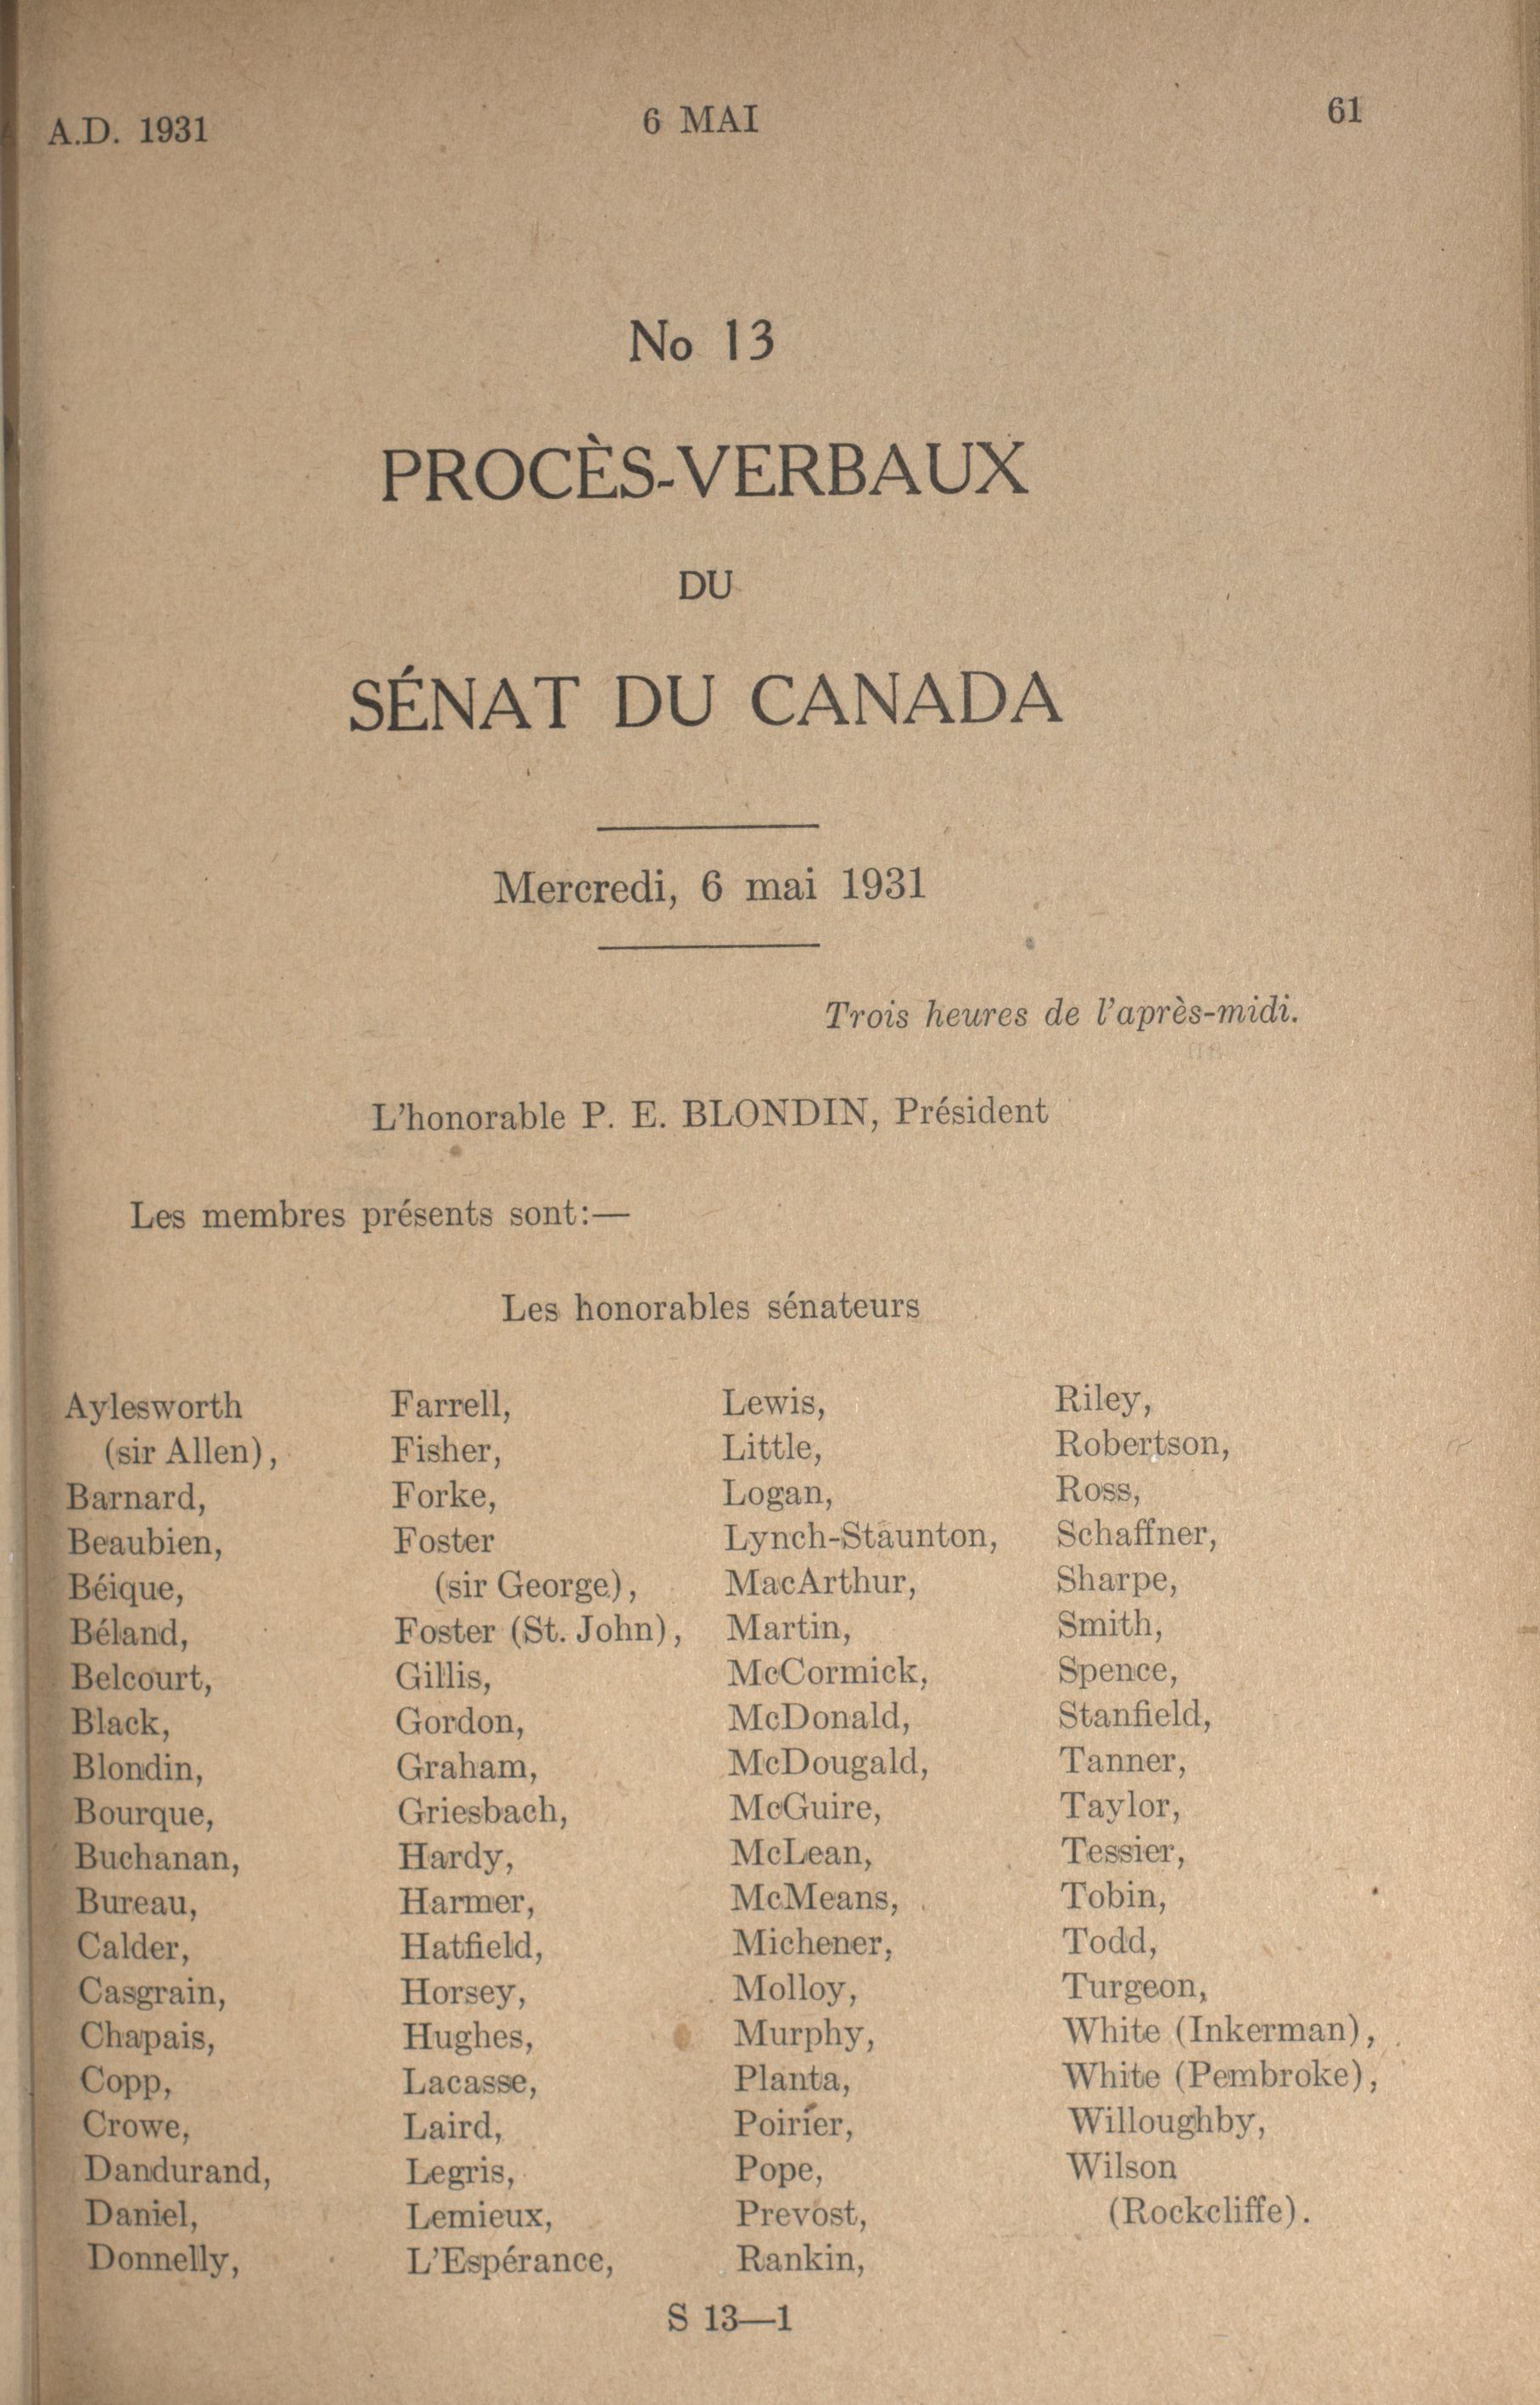 A.D. 1931
6 MAI
61
No 13
PROCÈS-VERBAUX
DU
SÉNAT DU CANADA
Mercredi, 6 mai 1931
Trois heures de l'après-midi.
L'honorable P. E. BLONDIN, Président
Les membres présents sont:—
Les honorables sénateurs
Aylesworth
(sir Allen),
Barnard,
Beaubien,
Béique,
Béland,
Belcourt,
Black,
Blondin,
Bourque,
Buchanan,
Bureau,
Calder,
Casgrain,
Chapais,
Copp,
Crowe,
Dandurand,
Daniel,
Donnelly,
Farrell,
Fisher,
Forke,
Foster
(sir George),
Foster (St. John),
Gillis,
Gordon,
Graham,
Griesbach,
Hardy,
Harmer,
Hatfield,
Horsey,
Hughes,
Lacasse,
Laird,
Legris,
Lemieux,
L'Espérance,
Lewis,
Little,
Logan,
Lynch-Staunton,
MacArthur,
Martin,
McCormick,
McDonald,
McDougald,
McGuire,
McLean,
McMeans,
Michener,
Molloy,
Murphy,
Planta,
Poirier,
Pope,
Prevost,
Rankin,
Riley,
Robertson,
Ross,
Schaffner,
Sharpe,
Smith,
Spence,
Stanfield,
Tanner,
Taylor,
Tessier,
Tobin,
Todd,
Turgeon,
White (Inkerman),
White (Pembroke),
Willoughby,
Wilson
(Rockcliffe).
S 13—1